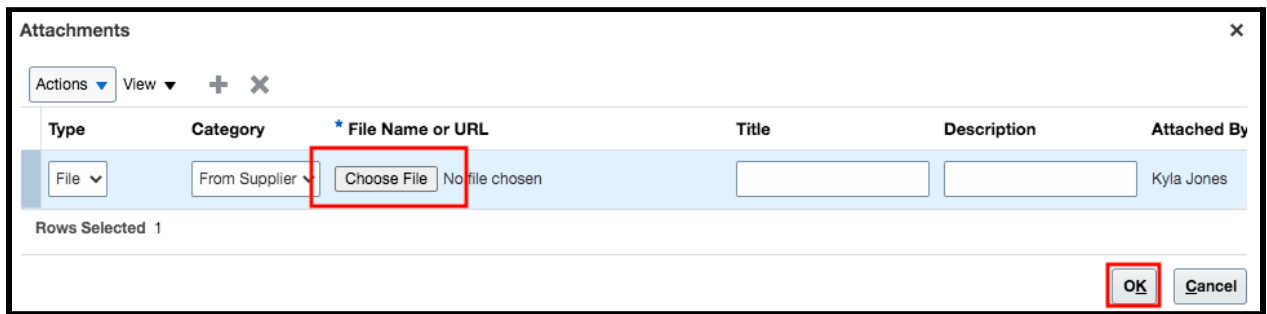 Attachments
Actions View
Type Category * File Name or URL Title Description Attached By
File From Supplier Choose File No file chosen Kyla Jones
Rows Selected 1
OK Cancel